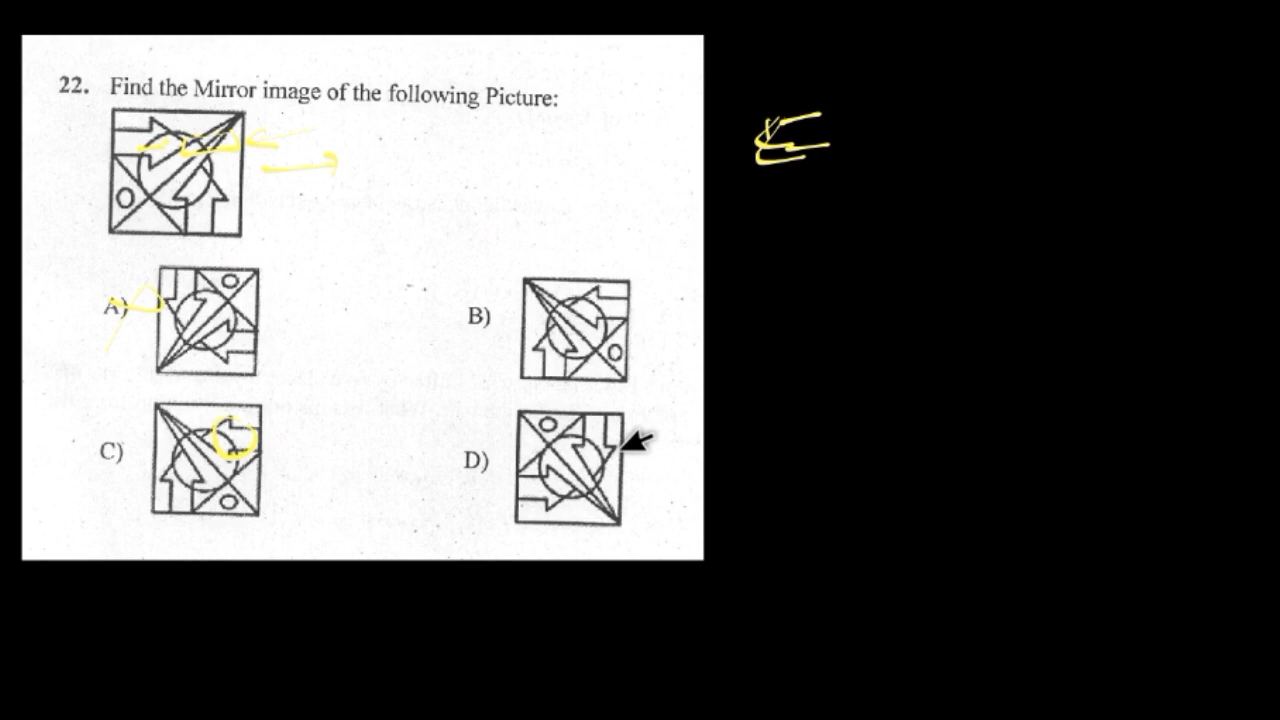 22. Find the Mirror image of the following Picture:
A)
B)
C)
D)